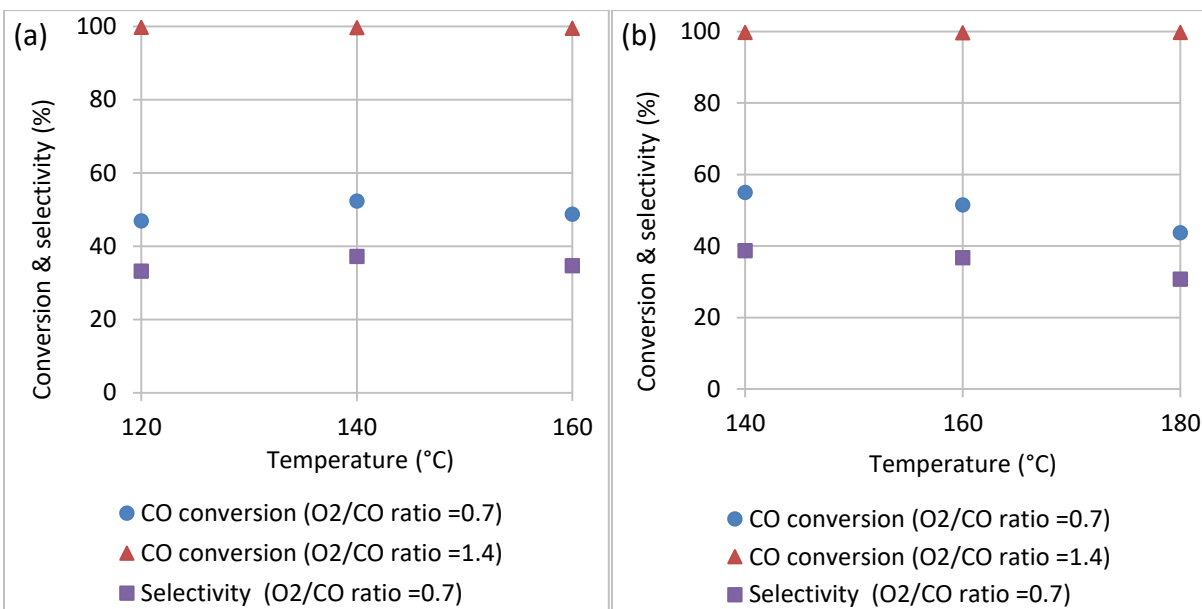 (a)
Conversion & selectivity (%)
100
80
60
40
20
0
120
140
160
Temperature (°C)
CO conversion (O2/CO ratio =0.7)
CO conversion (O2/CO ratio =1.4)
Selectivity (O2/CO ratio =0.7)
(b)
Conversion & selectivity (%)
100
80
60
40
20
0
140
160
180
Temperature (°C)
CO conversion (O2/CO ratio =0.7)
CO conversion (O2/CO ratio =1.4)
Selectivity (O2/CO ratio =0.7)